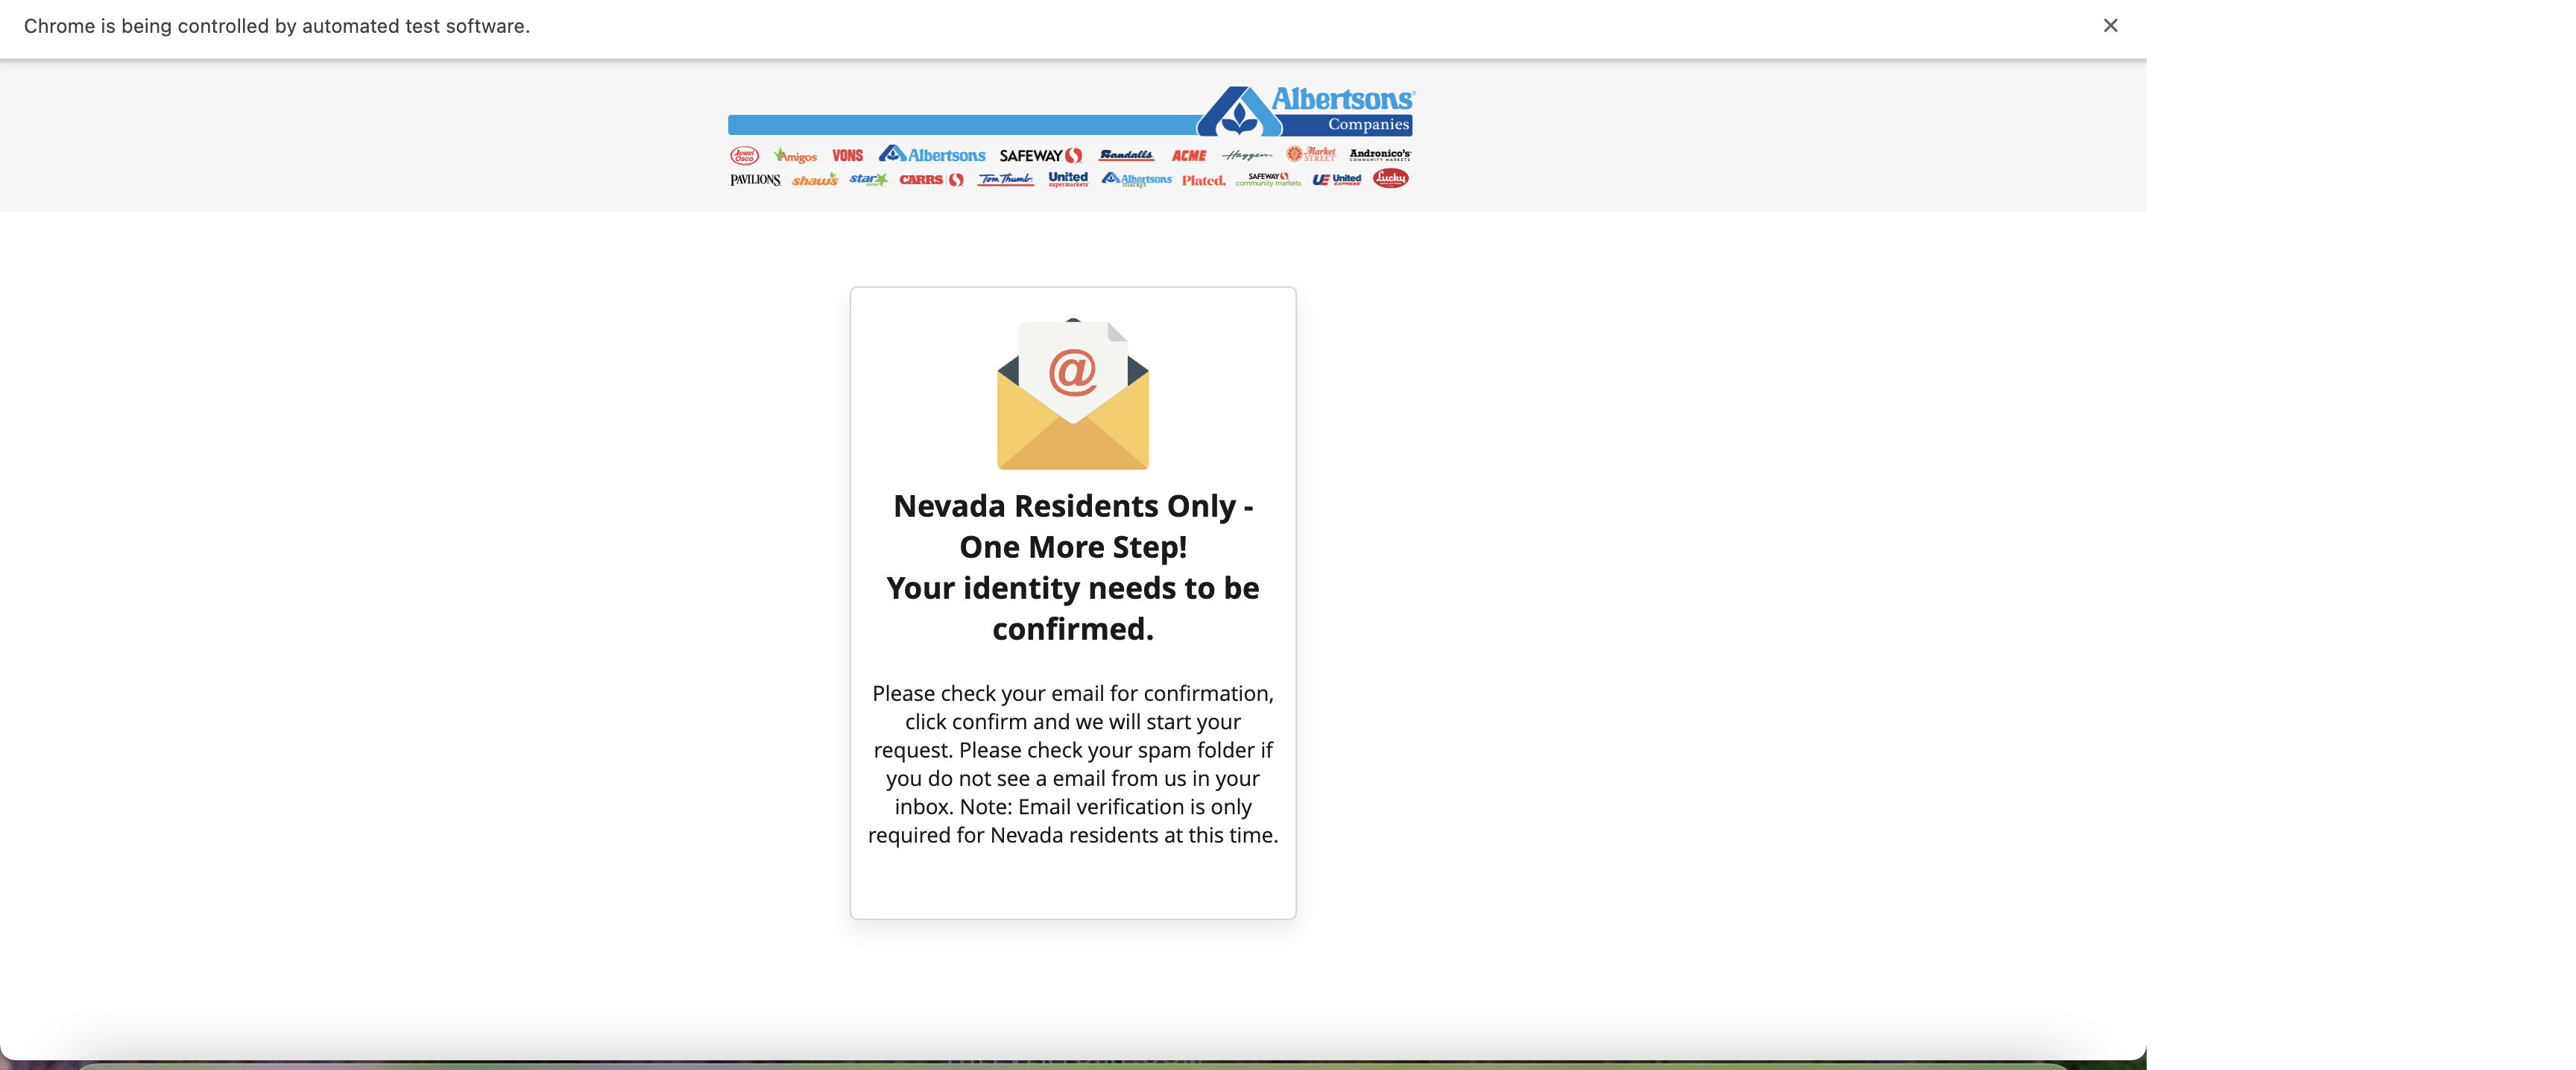 Chrome is being controlled by automated test software.
Albertsons
Companies
Jewel Osco Amigos VONS Albertsons SAFEWAY Randalls ACME Haggen Market STREET Andronico's COMMUNITY MARKETS
PAVILIONS shaws star market CARRS Tom Thumb United supermarkets Albertsons market Plated. SAFEWAY community markets UE United EXPRESS Lucky
@
Nevada Residents Only -
One More Step!
Your identity needs to be
confirmed.
Please check your email for confirmation,
click confirm and we will start your
request. Please check your spam folder if
you do not see a email from us in your
inbox. Note: Email verification is only
required for Nevada residents at this time.